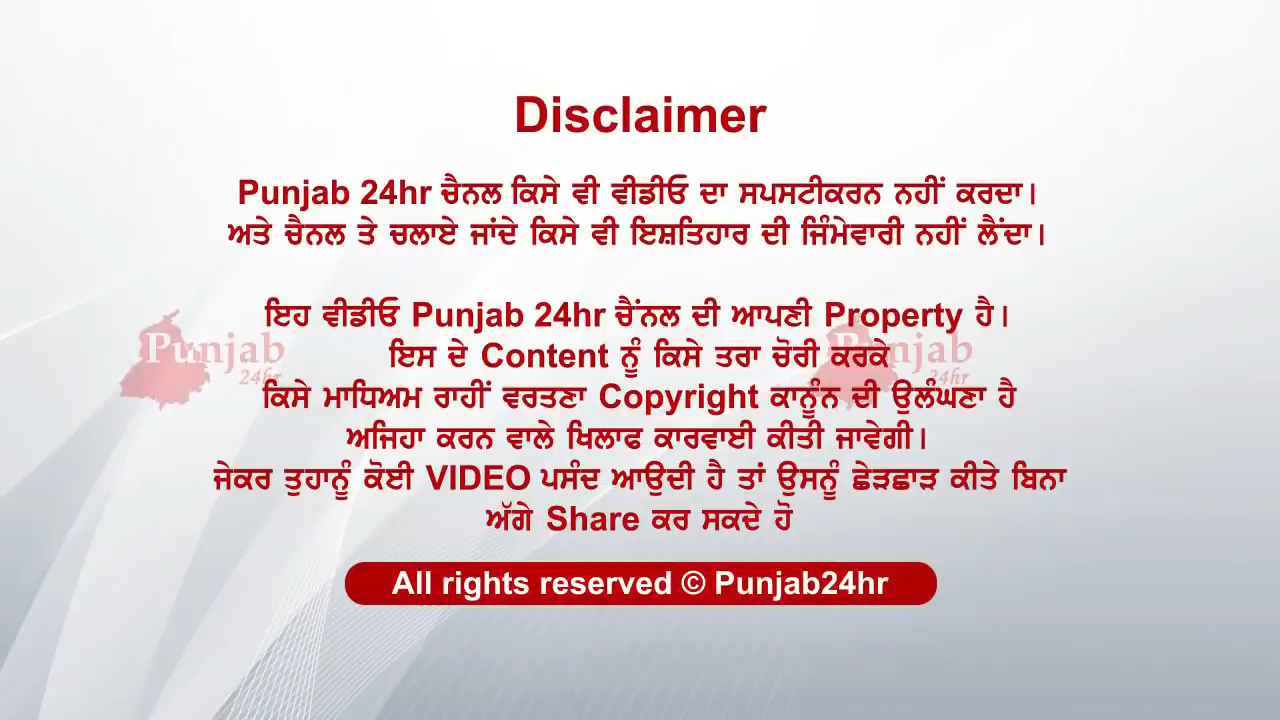 Disclaimer
Punjab 24hr ਚੈਨਲ ਕਿਸੇ ਵੀ ਵੀਡੀਓ ਦਾ ਸਪਸਟੀਕਰਨ ਨਹੀਂ ਕਰਦਾ।
ਅਤੇ ਚੈਨਲ ਤੇ ਚਲਾਏ ਜਾਂਦੇ ਕਿਸੇ ਵੀ ਇਸ਼ਤਿਹਾਰ ਦੀ ਜਿੰਮੇਵਾਰੀ ਨਹੀਂ ਲੈਂਦਾ।
ਇਹ ਵੀਡੀਓ Punjab 24hr ਚੈਂਨਲ ਦੀ ਆਪਣੀ Property ਹੈ।
ਇਸ ਦੇ Content ਨੂੰ ਕਿਸੇ ਤਰਾ ਚੋਰੀ ਕਰਕੇ
ਕਿਸੇ ਮਾਧਿਅਮ ਰਾਹੀਂ ਵਰਤਣਾ Copyright ਕਾਨੂੰਨ ਦੀ ਉਲੰਘਣਾ ਹੈ
ਅਜਿਹਾ ਕਰਨ ਵਾਲੇ ਖਿਲਾਫ ਕਾਰਵਾਈ ਕੀਤੀ ਜਾਵੇਗੀ।
ਜੇਕਰ ਤੁਹਾਨੂੰ ਕੋਈ VIDEO ਪਸੰਦ ਆਉਦੀ ਹੈ ਤਾਂ ਉਸਨੂੰ ਛੇੜਛਾੜ ਕੀਤੇ ਬਿਨਾ
ਅੱਗੇ Share ਕਰ ਸਕਦੇ ਹੋ
All rights reserved © Punjab24hr
Punjab
24hr
Punjab
24hr